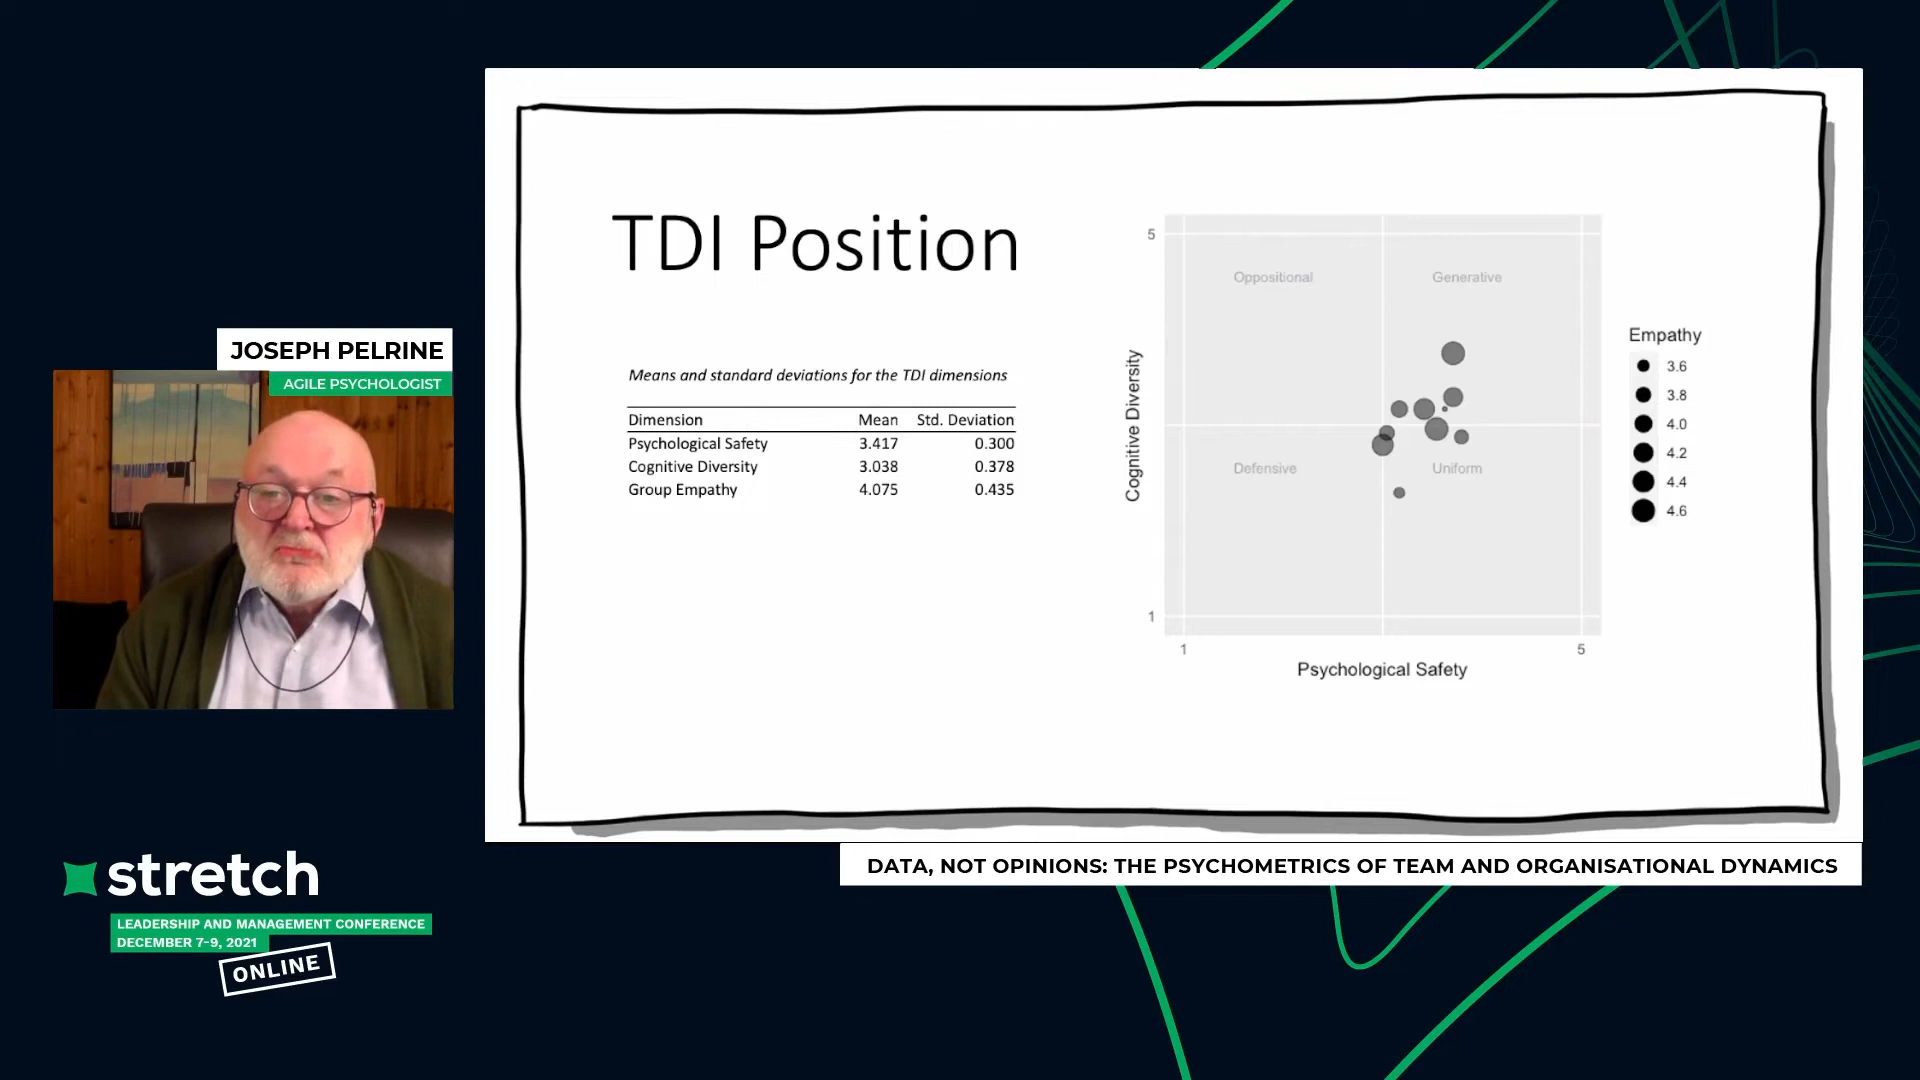 JOSEPH PELRINE
AGILE PSYCHOLOGIST
TDI Position
Means and standard deviations for the TDI dimensions
Dimension Mean Std. Deviation
Psychological Safety 3.417 0.300
Cognitive Diversity 3.038 0.378
Group Empathy 4.075 0.435
5
Oppositional Generative
Cognitive Diversity
Defensive Uniform
1
1 5
Psychological Safety
Empathy
3.6
3.8
4.0
4.2
4.4
4.6
DATA, NOT OPINIONS: THE PSYCHOMETRICS OF TEAM AND ORGANISATIONAL DYNAMICS
stretch
LEADERSHIP AND MANAGEMENT CONFERENCE
DECEMBER 7-9, 2021
ONLINE